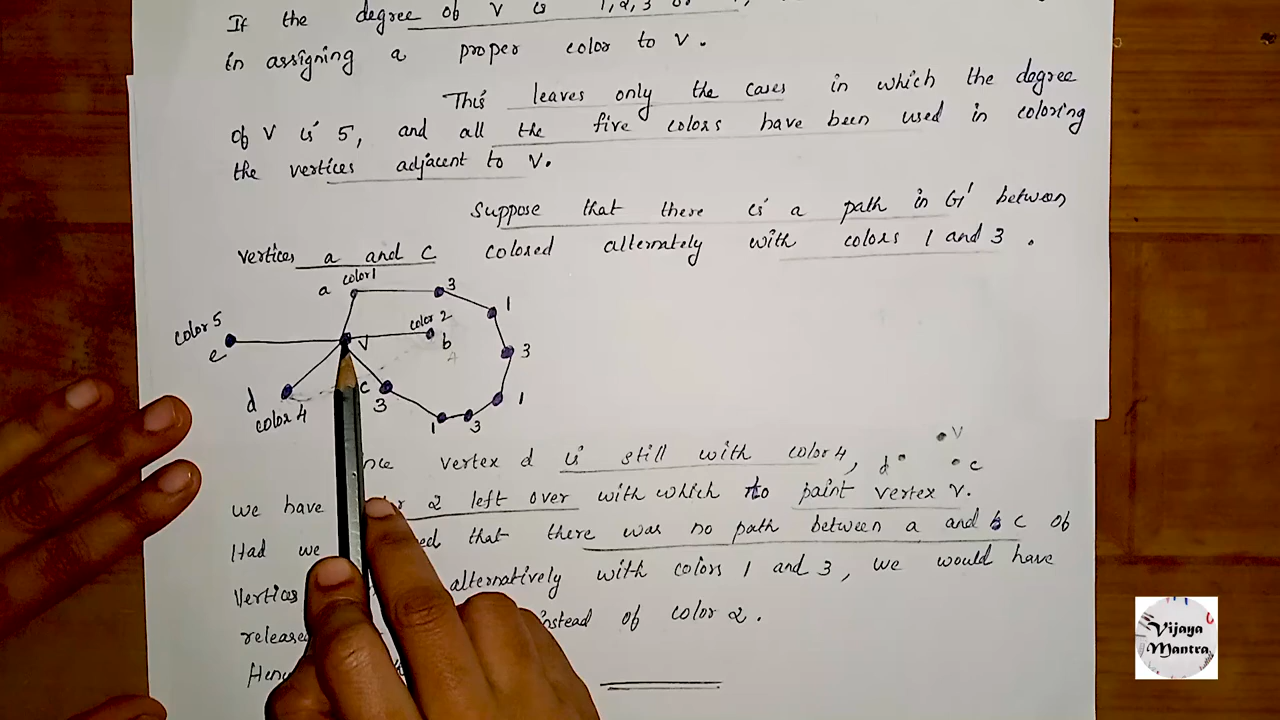 If the degree of V is 1, 2, 3 or
in assigning a proper color to V.
This leaves only the cases in which the degree
of V is 5, and all the five colors have been used in coloring
the vertices adjacent to V.
Suppose that there is a path in G' between
vertices a and c colored alternately with colors 1 and 3.
a color 1
3
1
color 5
e
V
color 2
b
4
3
d
color 4
c
3
1
3
1
vertex d is still with color 4,
V
d
c
we have 2 left over with which to paint vertex V.
Had we that there was no path between a and c of
Vertices alternatively with colors 1 and 3, we would have
instead of color 2.
Vijaya
Mantra